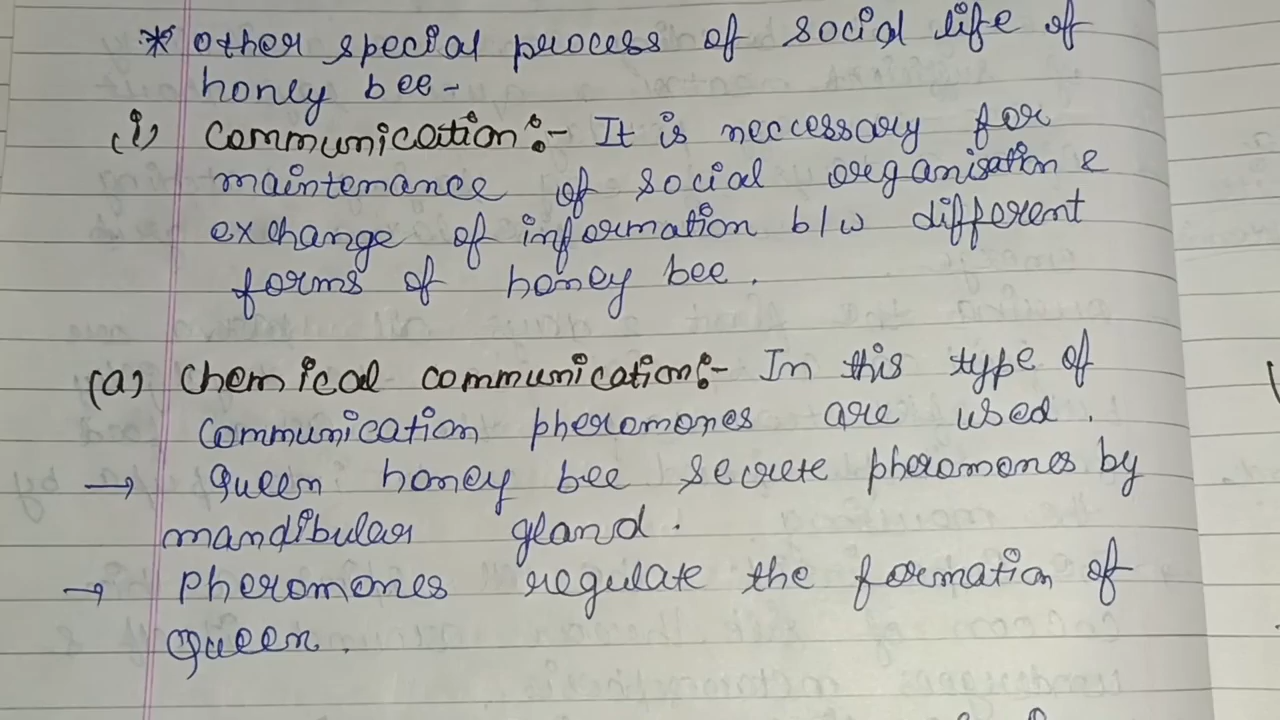 * Other special process of social life of
honey bee-
(i) Communication:- It is neccessary for
maintenance of social organisation &
exchange of information b/w different
forms of honey bee.
(a) Chemical communication:- In this type of
Communication pheromones are used.
→ Queen honey bee secrete pheromones by
mandibular gland.
→ Pheromones regulate the formation of
queen.